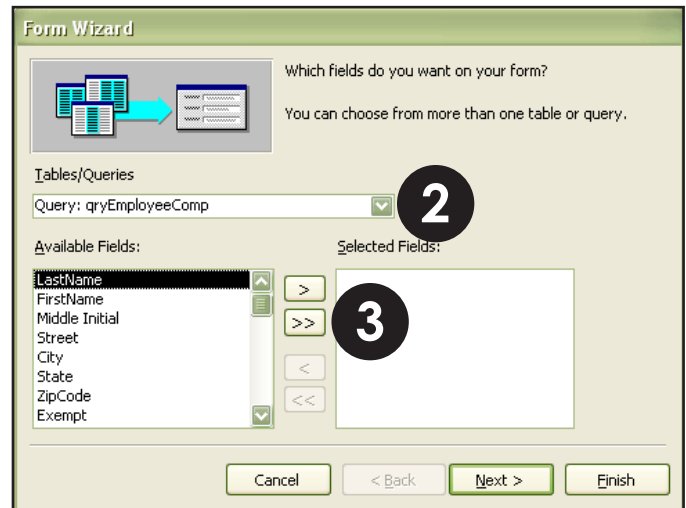 Form Wizard
Which fields do you want on your form?
You can choose from more than one table or query.
Tables/Queries
Query: qryEmployeeComp
2
Available Fields:
Selected Fields:
LastName
FirstName
Middle Initial
Street
City
State
ZipCode
Exempt
>
>>
3
<
<<
Cancel
< Back
Next >
Finish